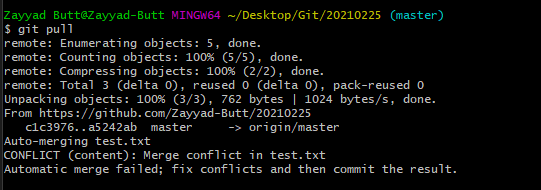 Zayyad Butt@Zayyad-Butt MINGW64 ~/Desktop/Git/20210225 (master)
$ git pull
remote: Enumerating objects: 5, done.
remote: Counting objects: 100% (5/5), done.
remote: Compressing objects: 100% (2/2), done.
remote: Total 3 (delta 0), reused 0 (delta 0), pack-reused 0
Unpacking objects: 100% (3/3), 762 bytes | 1024 bytes/s, done.
From https://github.com/Zayyad-Butt/20210225
   c1c3976..a5242ab  master     -> origin/master
Auto-merging test.txt
CONFLICT (content): Merge conflict in test.txt
Automatic merge failed; fix conflicts and then commit the result.